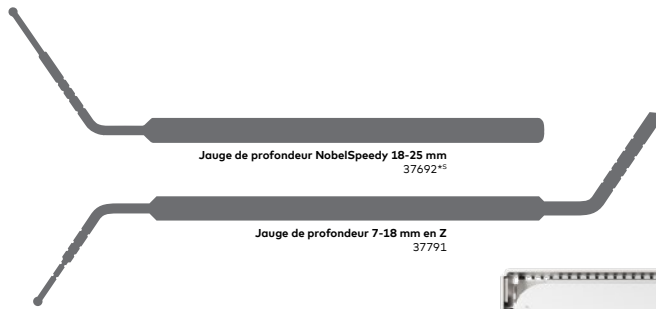 Jauge de profondeur NobelSpeedy 18-25 mm
37692*⁵
Jauge de profondeur 7-18 mm en Z
37791